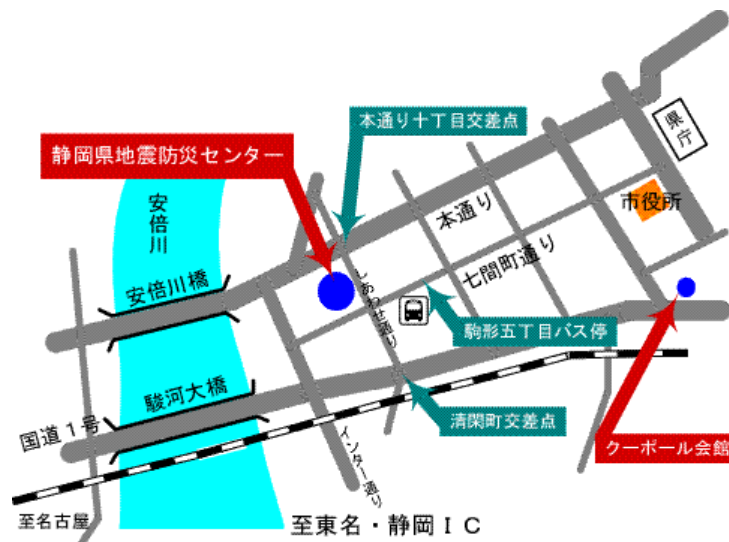 本通り十丁目交差点
静岡県地震防災センター
県庁
安倍川
本通り
市役所
七間町通り
安倍川橋
しあわせ通り
駒形五丁目バス停
駿河大橋
清閑町交差点
国道1号
クーポール会館
インター通り
至名古屋
至東名・静岡IC